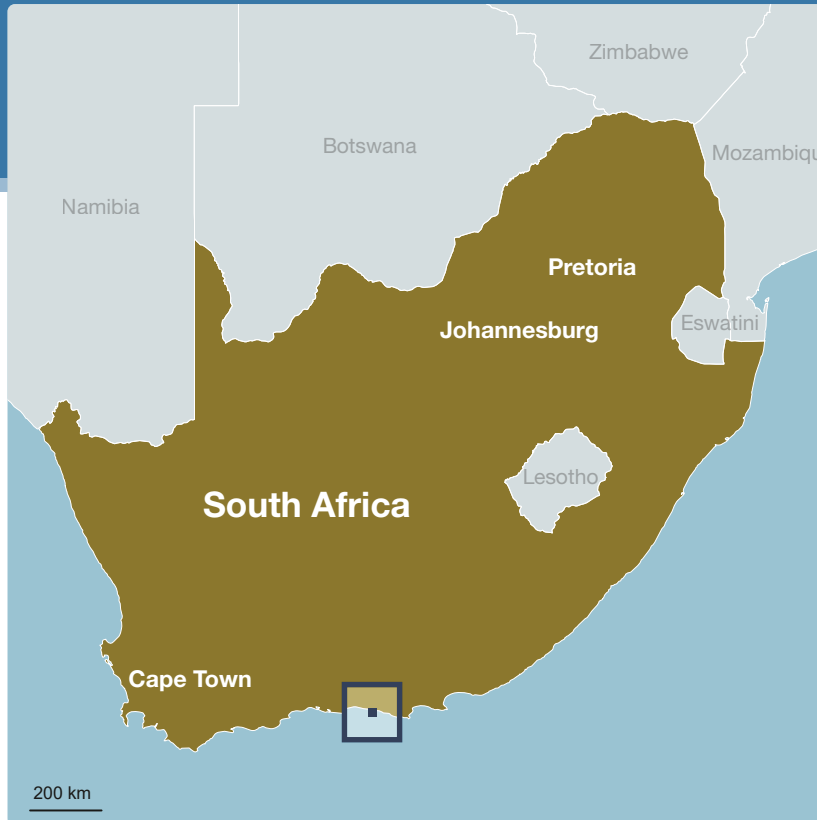 Zimbabwe
Botswana
Mozambiqu
Namibia
Pretoria
Eswatini
Johannesburg
Lesotho
South Africa
Cape Town
200 km